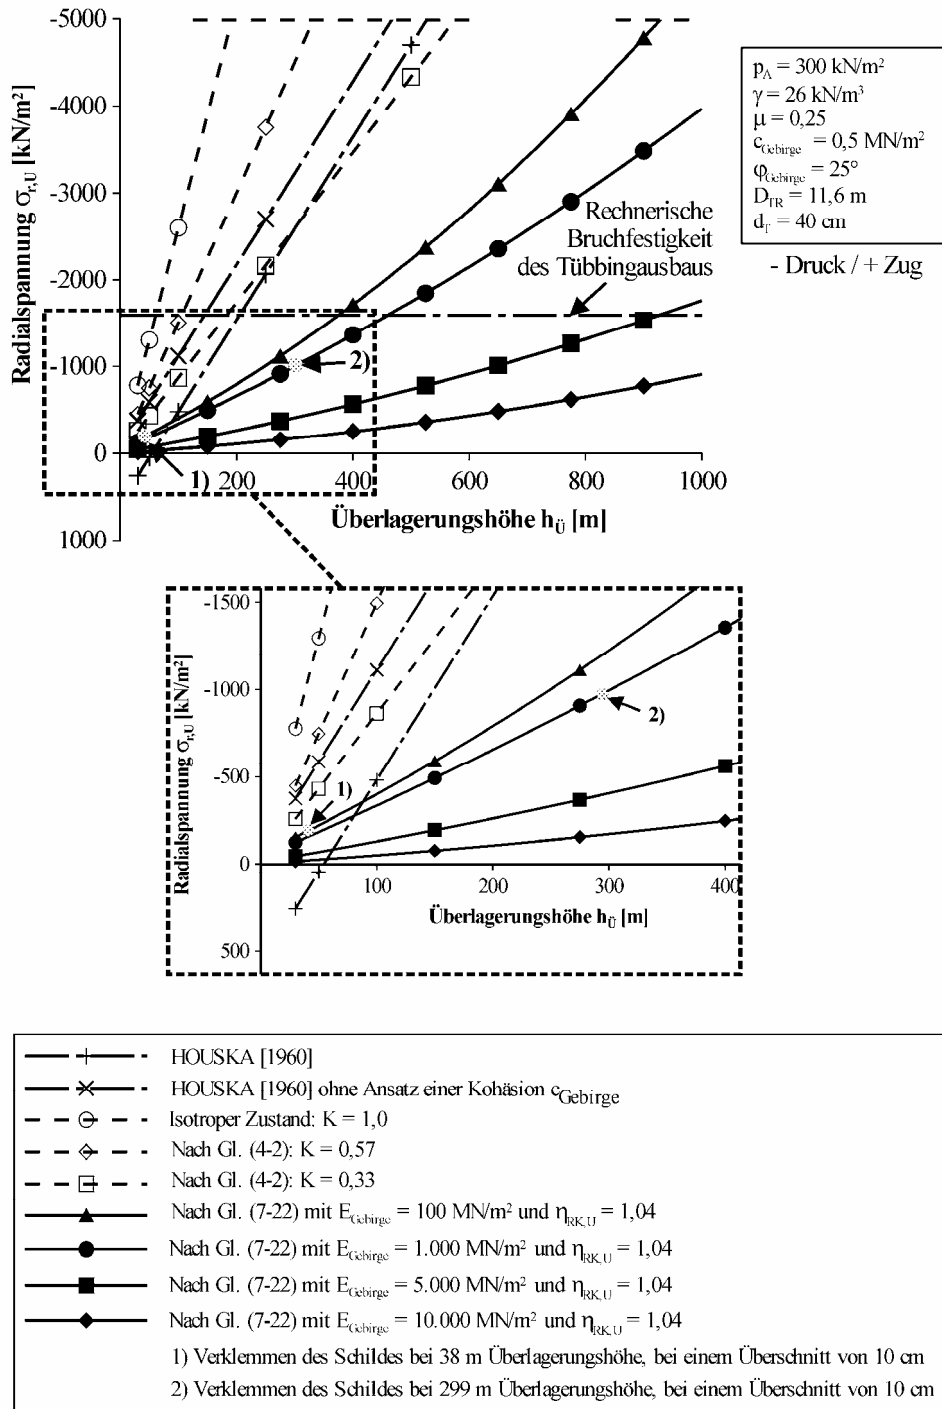 -5000
-4000
-3000
-2000
-1000
0
1000
200
400
600
800
1000
Radialspannung σr,U [kN/m²]
Überlagerungshöhe hÜ [m]
pA = 300 kN/m²
γ = 26 kN/m³
μ = 0,25
cGebirge = 0,5 MN/m²
φGebirge = 25°
DTR = 11,6 m
dT = 40 cm
- Druck / + Zug
Rechnerische
Bruchfestigkeit
des Tübbingausbaus
2)
1)
-1500
-1000
-500
0
500
100
200
300
400
Radialspannung σr,U [kN/m²]
Überlagerungshöhe hÜ [m]
1)
2)
HOUSKA [1960]
HOUSKA [1960] ohne Ansatz einer Kohäsion cGebirge
Isotroper Zustand: K = 1,0
Nach Gl. (4-2): K = 0,57
Nach Gl. (4-2): K = 0,33
Nach Gl. (7-22) mit EGebirge = 100 MN/m² und ηRK,U = 1,04
Nach Gl. (7-22) mit EGebirge = 1.000 MN/m² und ηRK,U = 1,04
Nach Gl. (7-22) mit EGebirge = 5.000 MN/m² und ηRK,U = 1,04
Nach Gl. (7-22) mit EGebirge = 10.000 MN/m² und ηRK,U = 1,04
1) Verklemmen des Schildes bei 38 m Überlagerungshöhe, bei einem Überschnitt von 10 cm
2) Verklemmen des Schildes bei 299 m Überlagerungshöhe, bei einem Überschnitt von 10 cm